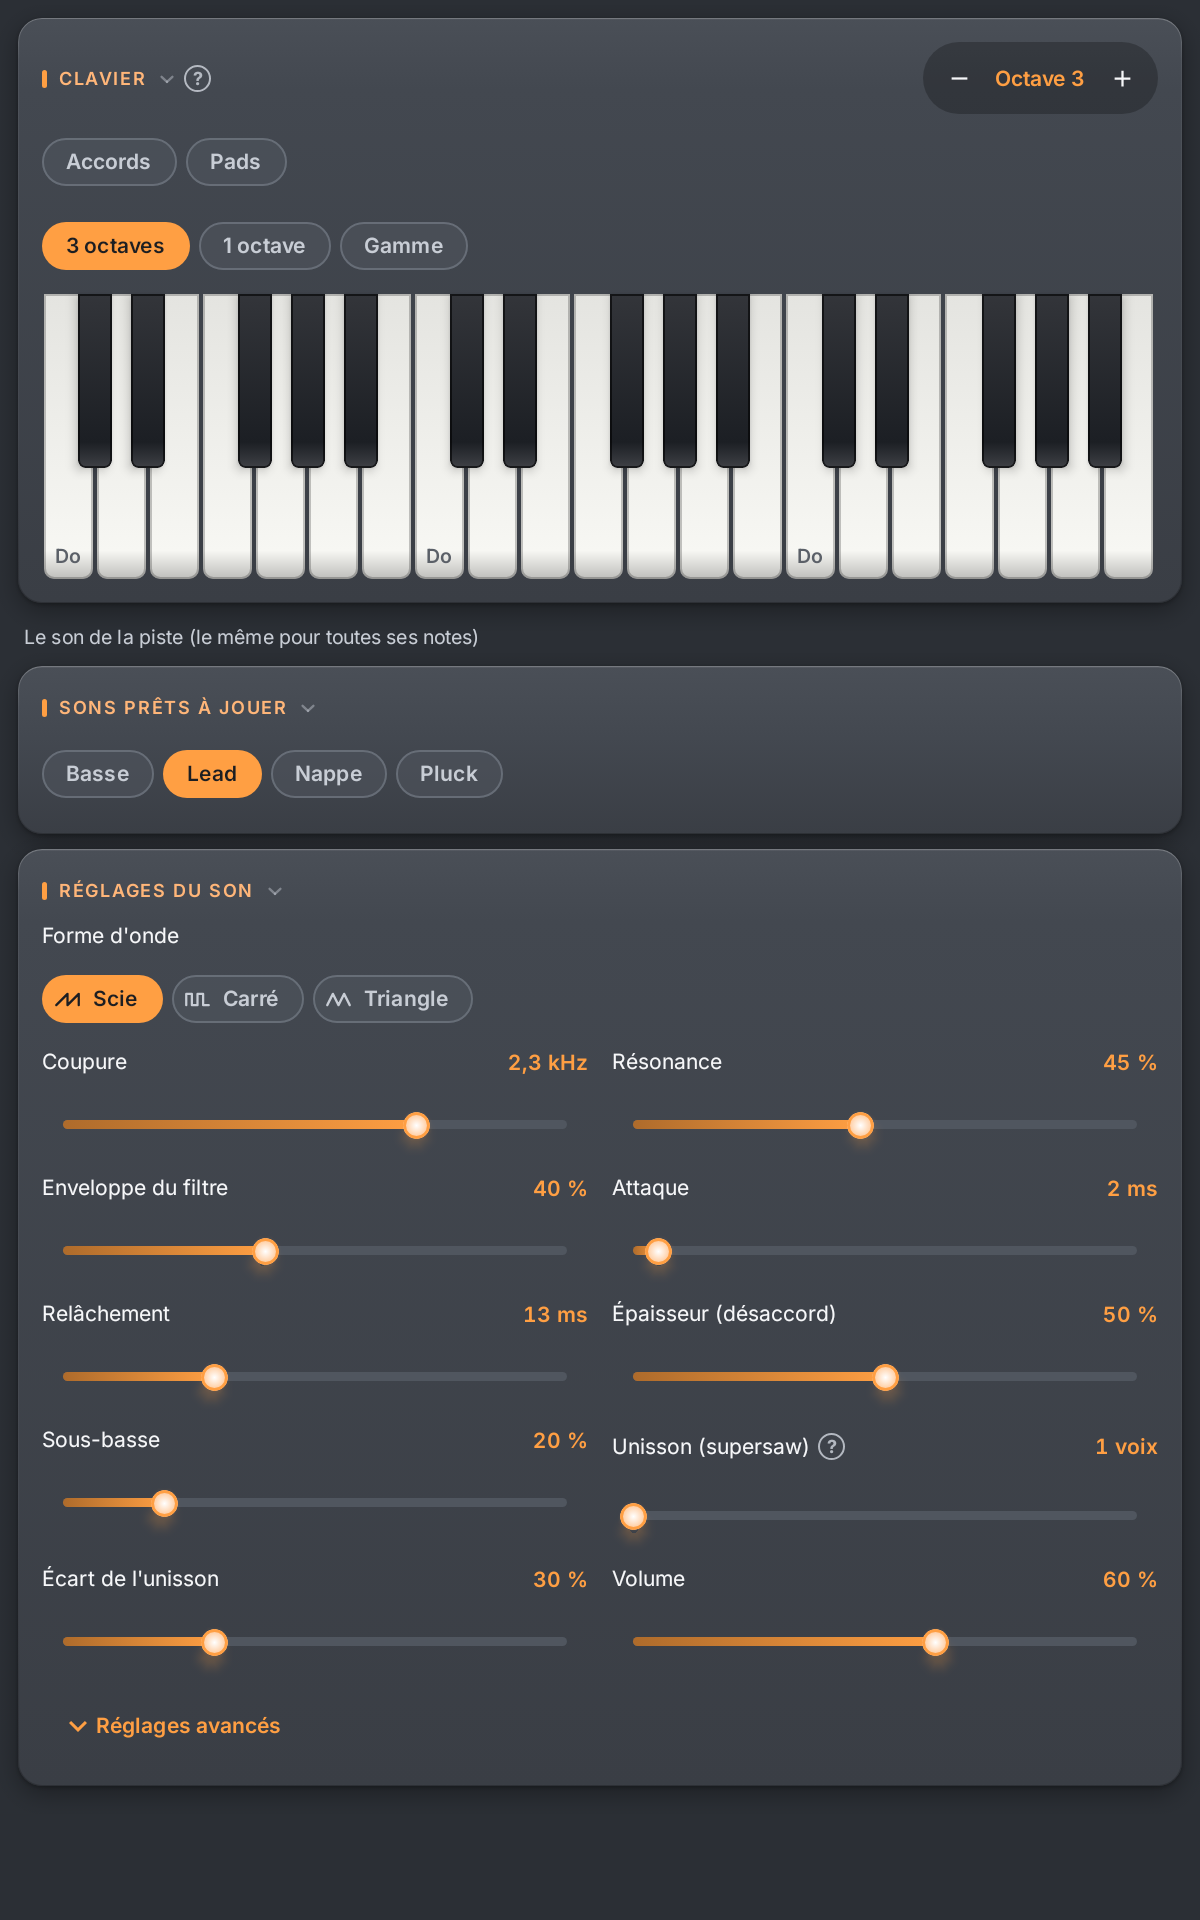 CLAVIER ?
− Octave 3 +
Accords Pads
3 octaves 1 octave Gamme
Do Do Do
Le son de la piste (le même pour toutes ses notes)
SONS PRÊTS À JOUER
Basse Lead Nappe Pluck
RÉGLAGES DU SON
Forme d'onde
Scie Carré Triangle
Coupure 2,3 kHz
Résonance 45 %
Enveloppe du filtre 40 %
Attaque 2 ms
Relâchement 13 ms
Épaisseur (désaccord) 50 %
Sous-basse 20 %
Unisson (supersaw) ? 1 voix
Écart de l'unisson 30 %
Volume 60 %
Réglages avancés